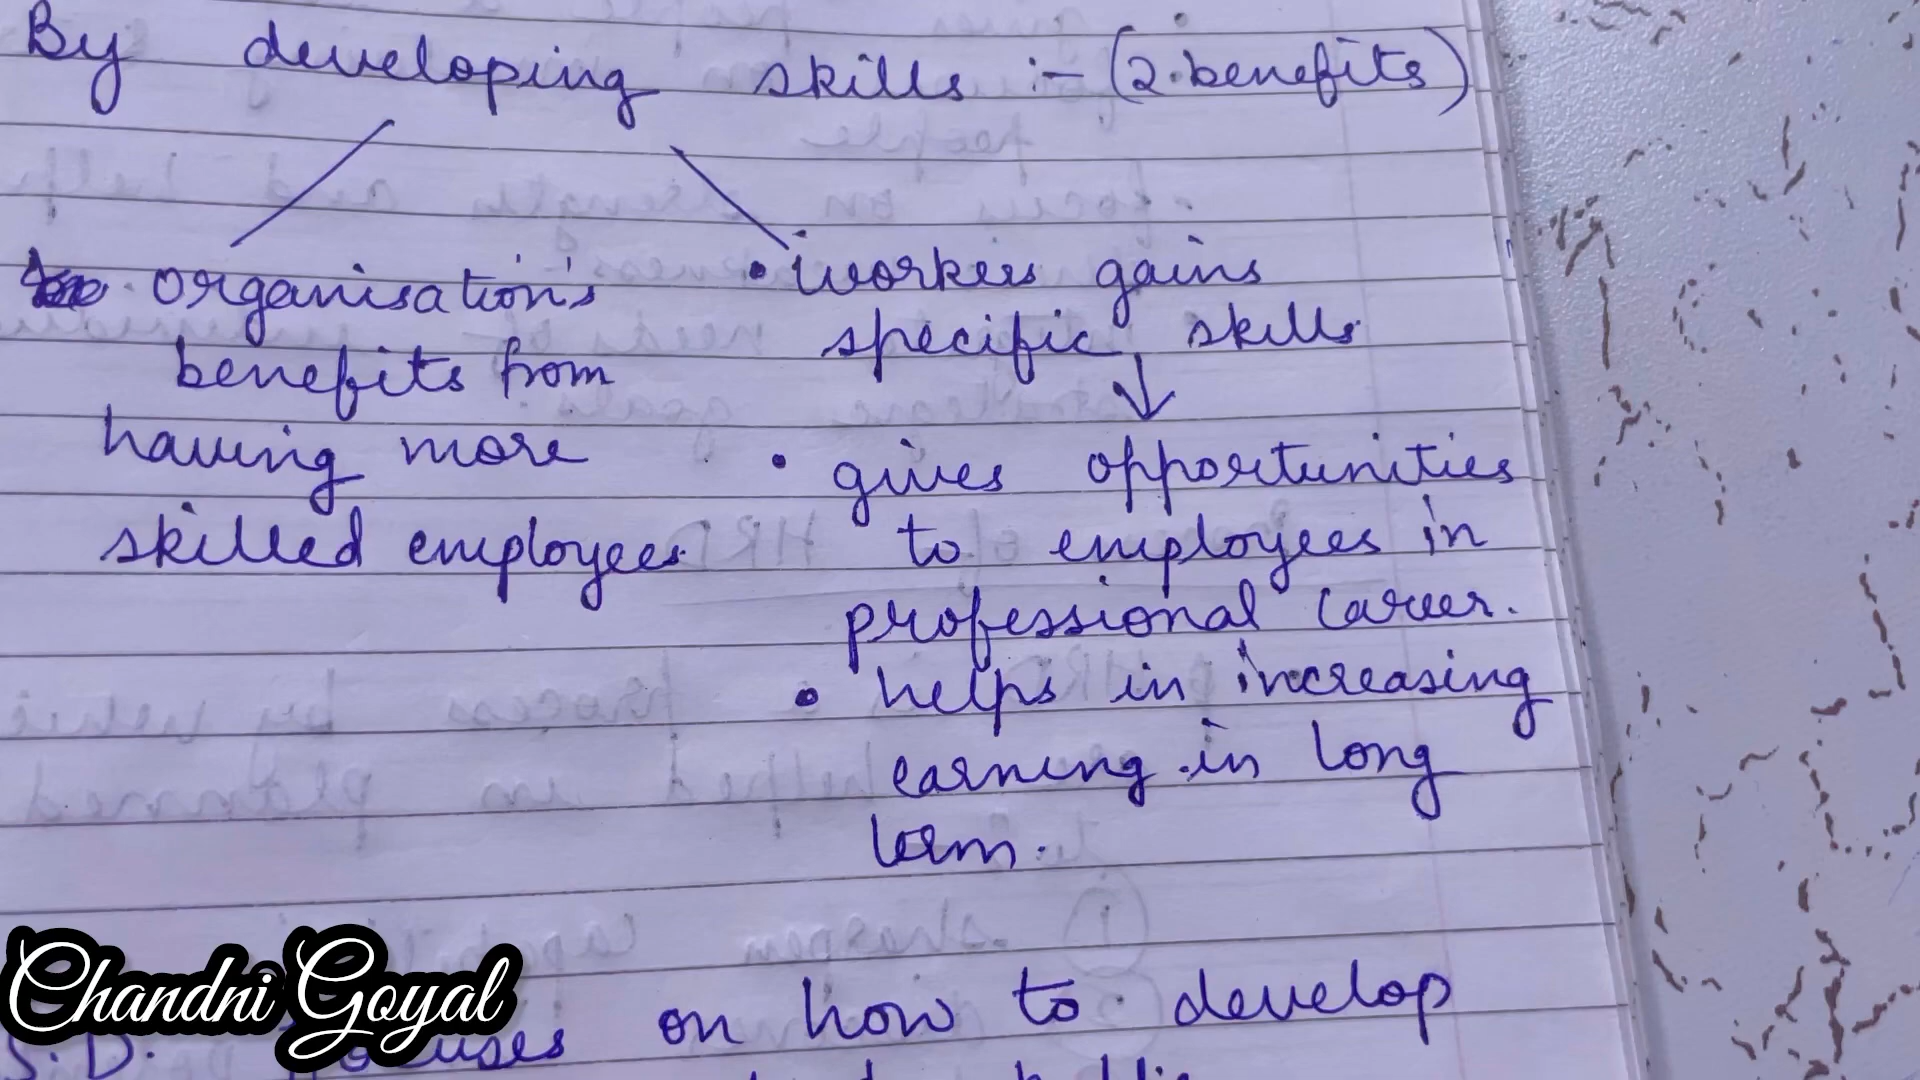 By developing skills :- (2 benefits)
organisation's
benefits from
having more
skilled employees
• workers gains
specific skills
• gives opportunities
to employees in
professional career.
• helps in increasing
earning in long
term.
Chandni Goyal
S.D. focuses on how to develop